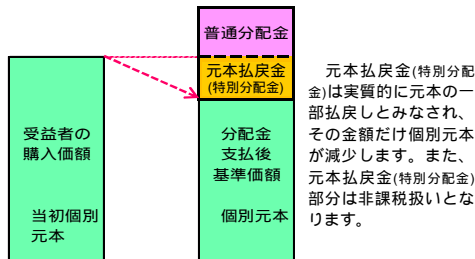 普通分配金
元本払戻金
(特別分配金)
受益者の
購入価額
当初個別
元本
分配金
支払後
基準価額
個別元本
元本払戻金(特別分配
金)は実質的に元本の一
部払戻しとみなされ、
その金額だけ個別元本
が減少します。また、
元本払戻金(特別分配金)
部分は非課税扱いとな
ります。